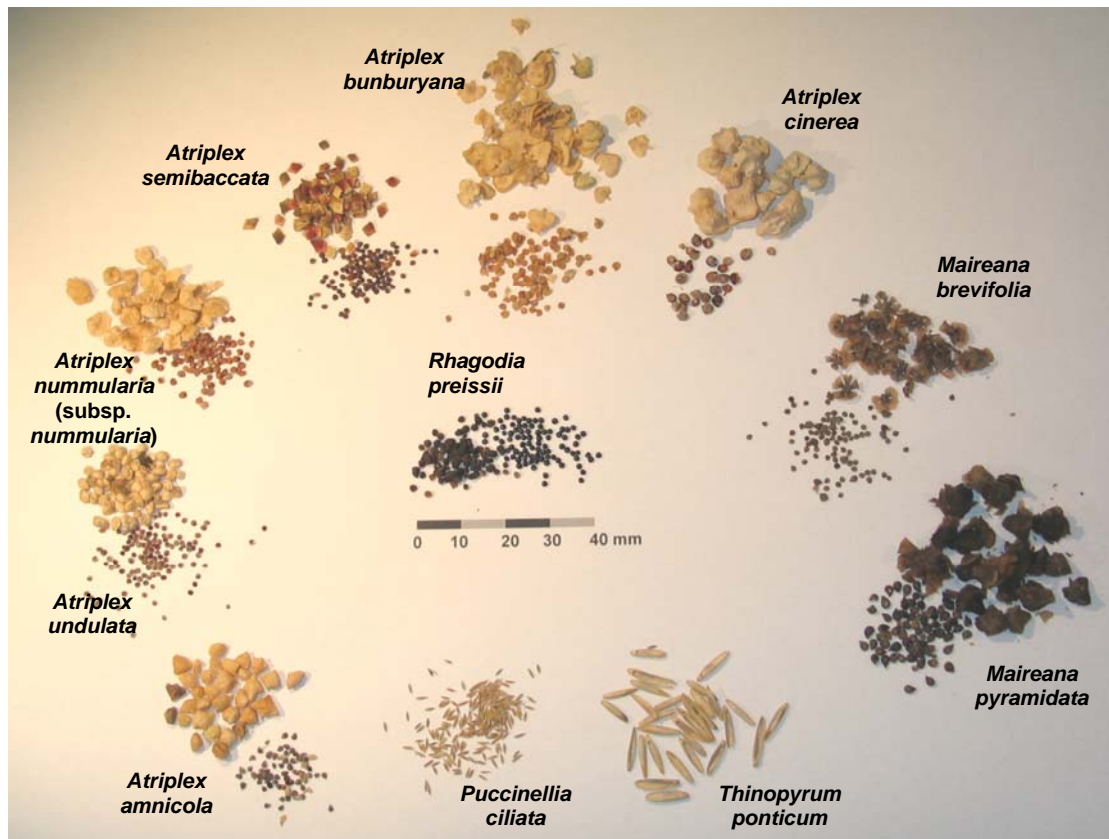 Atriplex
bunburyana
Atriplex
cinerea
Atriplex
semibaccata
Maireana
brevifolia
Atriplex
nummularia
(subsp.
nummularia)
Rhagodia
preissii
0 10 20 30 40 mm
Atriplex
undulata
Maireana
pyramidata
Atriplex
amnicola
Puccinellia
ciliata
Thinopyrum
ponticum